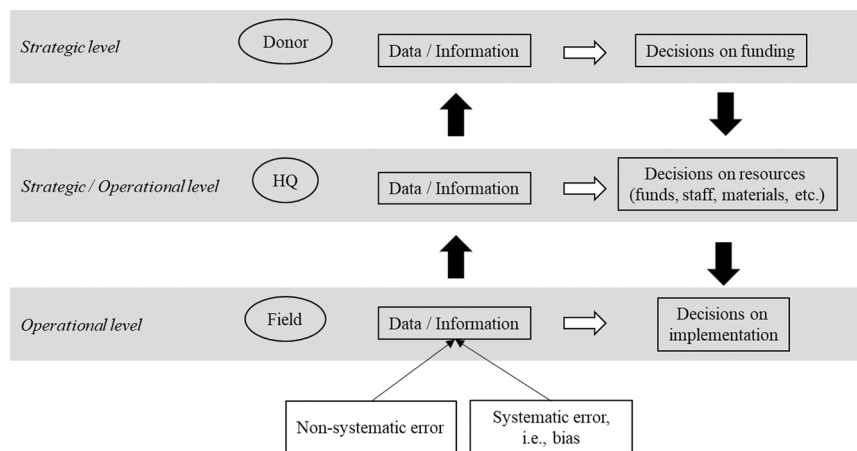 Strategic level
Donor
Data / Information
Decisions on funding
Strategic / Operational level
HQ
Data / Information
Decisions on resources
(funds, staff, materials, etc.)
Operational level
Field
Data / Information
Decisions on
implementation
Non-systematic error
Systematic error,
i.e., bias